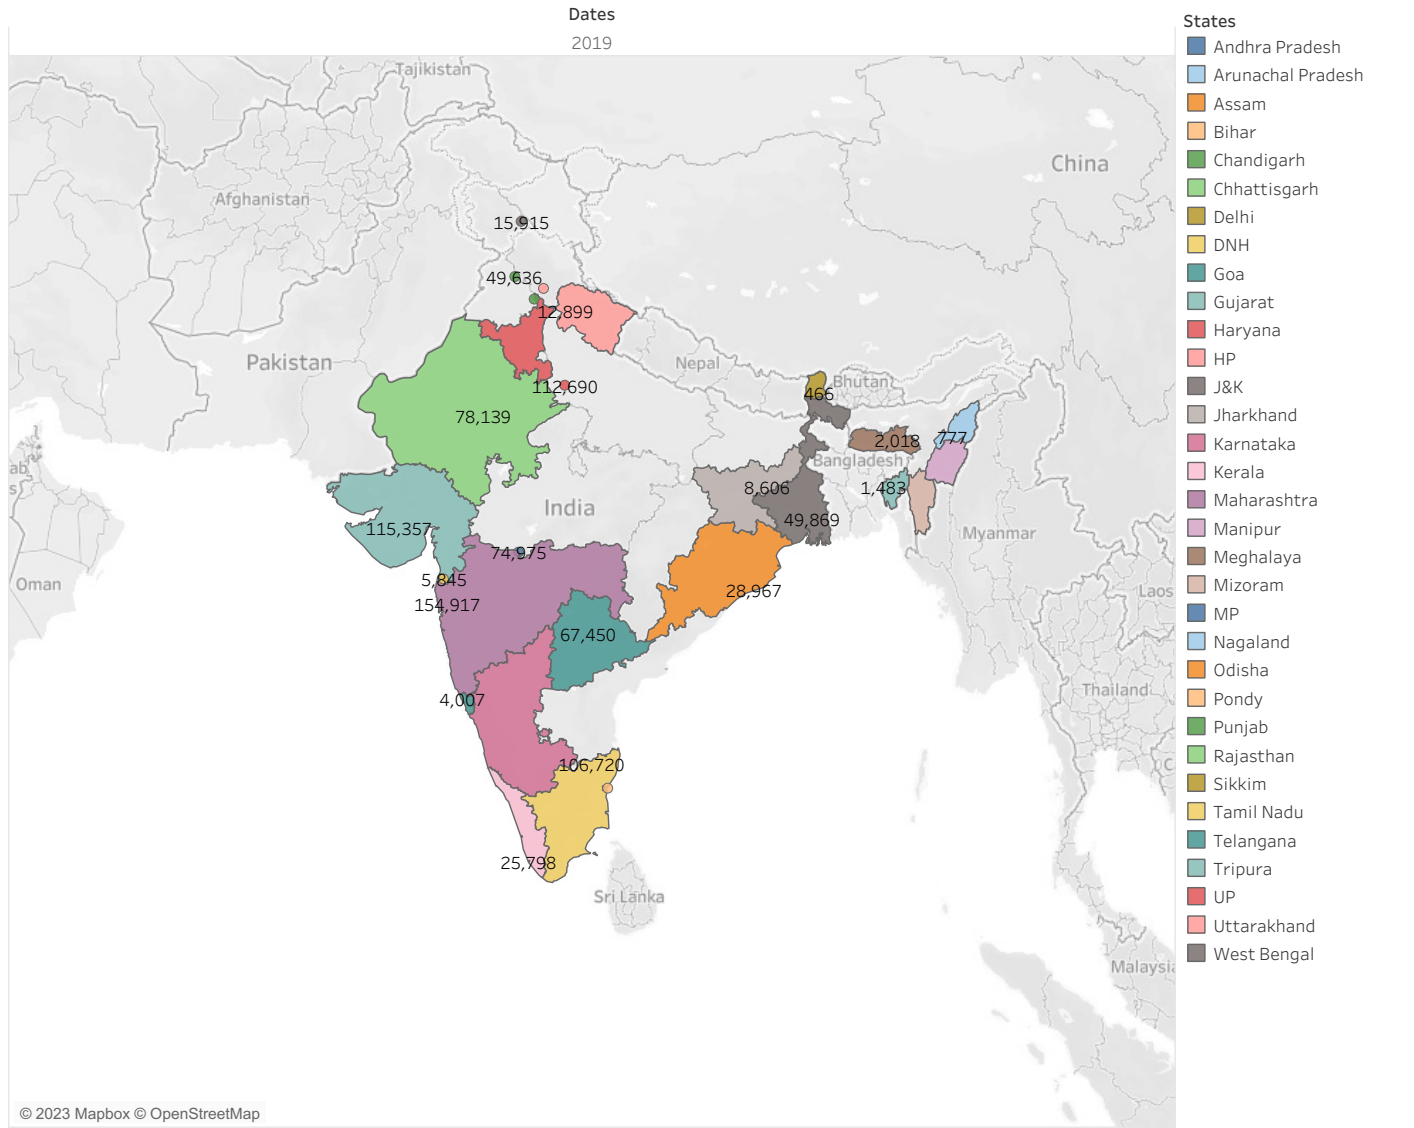 Dates
2019
Tajikistan
China
Afghanistan
15,915
49,636
12,899
Pakistan
Nepal
Bhutan
112,690
466
78,139
777
2,018
Bangladesh
8,606
1,483
India
49,869
115,357
Myanmar
74,975
Oman
5,845
28,967
Laos
154,917
67,450
Thailand
4,007
106,720
25,798
Sri Lanka
Malaysia
© 2023 Mapbox © OpenStreetMap
States
Andhra Pradesh
Arunachal Pradesh
Assam
Bihar
Chandigarh
Chhattisgarh
Delhi
DNH
Goa
Gujarat
Haryana
HP
J&K
Jharkhand
Karnataka
Kerala
Maharashtra
Manipur
Meghalaya
Mizoram
MP
Nagaland
Odisha
Pondy
Punjab
Rajasthan
Sikkim
Tamil Nadu
Telangana
Tripura
UP
Uttarakhand
West Bengal